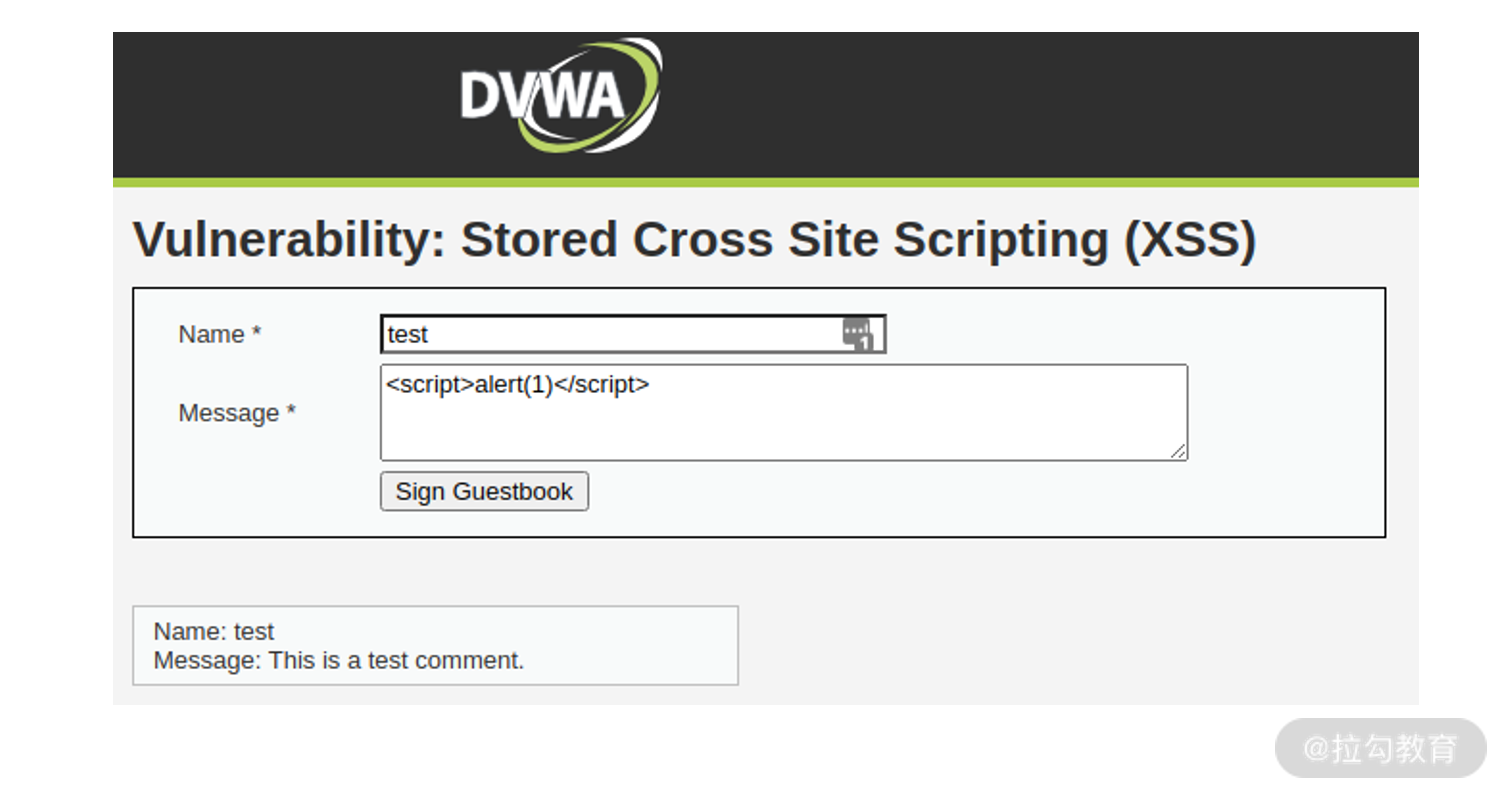 DVWA
Vulnerability: Stored Cross Site Scripting (XSS)
Name * test
1
Message * <script>alert(1)</script>
Sign Guestbook
Name: test
Message: This is a test comment.
@拉勾教育